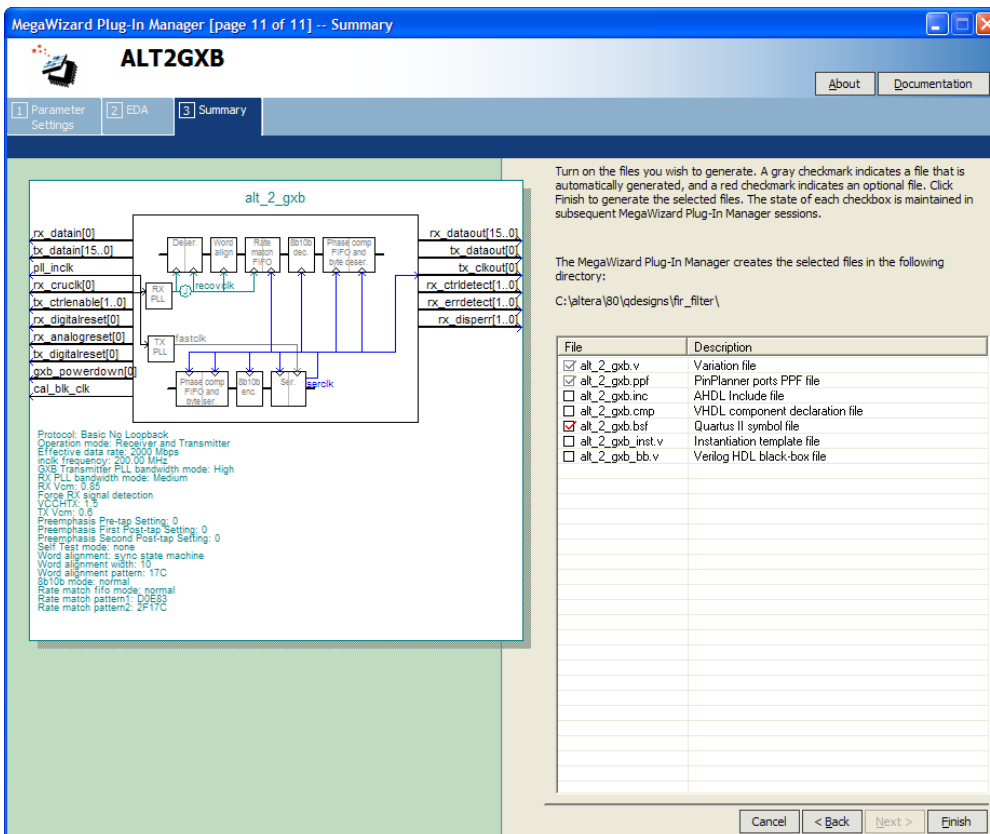 MegaWizard Plug-In Manager [page 11 of 11] -- Summary
ALT2GXB
About
Documentation
1 Parameter Settings
2 EDA
3 Summary
alt_2_gxb
rx_datain[0]
tx_datain[15..0]
pll_inclk
rx_cruclk[0]
tx_ctrlenable[1..0]
rx_digitalreset[0]
rx_analogreset[0]
tx_digitalreset[0]
gxb_powerdown[0]
cal_blk_clk
Deser.
Word align
Rate match FIFO
8b10b dec.
Phase comp FIFO and byte deser.
RX PLL
recovclk
TX PLL
fastclk
Phase comp FIFO and byte ser.
8b10b enc.
Ser.
serclk
rx_dataout[15..0]
tx_dataout[0]
tx_clkout[0]
rx_ctrldetect[1..0]
rx_errdetect[1..0]
rx_disperr[1..0]
Protocol: Basic No Loopback
Operation mode: Receiver and Transmitter
Effective data rate: 2000 Mbps
inclk frequency: 200.00 MHz
GXB Transmitter PLL bandwidth mode: High
RX PLL bandwidth mode: Medium
RX Vcm: 0.85
Force RX signal detection
VCCHTX: 1.5
TX Vcm: 0.6
Preemphasis Pre-tap Setting: 0
Preemphasis First Post-tap Setting: 0
Preemphasis Second Post-tap Setting: 0
Self Test mode: none
Word alignment: sync state machine
Word alignment width: 10
Word alignment pattern: 17C
8b10b mode: normal
Rate match fifo mode: normal
Rate match pattern1: D0E83
Rate match pattern2: 2F17C
Turn on the files you wish to generate. A gray checkmark indicates a file that is
automatically generated, and a red checkmark indicates an optional file. Click
Finish to generate the selected files. The state of each checkbox is maintained in
subsequent MegaWizard Plug-In Manager sessions.
The MegaWizard Plug-In Manager creates the selected files in the following
directory:
C:\altera\80\qdesigns\fir_filter\
File Description
alt_2_gxb.v Variation file
alt_2_gxb.ppf PinPlanner ports PPF file
alt_2_gxb.inc AHDL Include file
alt_2_gxb.cmp VHDL component declaration file
alt_2_gxb.bsf Quartus II symbol file
alt_2_gxb_inst.v Instantiation template file
alt_2_gxb_bb.v Verilog HDL black-box file
Cancel
< Back
Next >
Finish